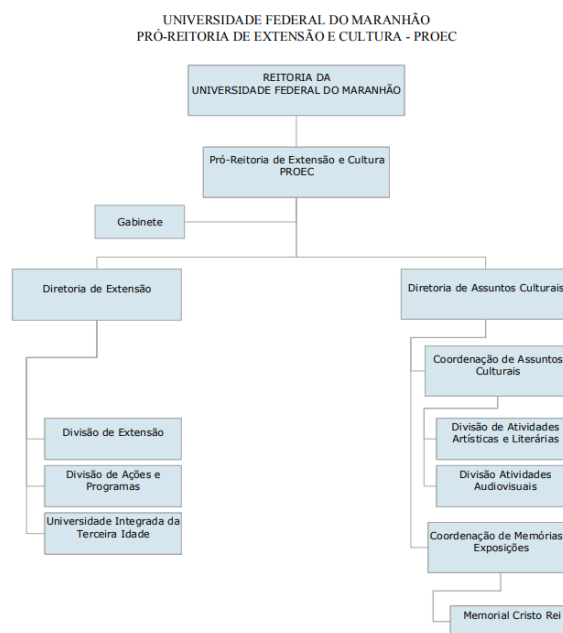 UNIVERSIDADE FEDERAL DO MARANHÃO
PRÓ-REITORIA DE EXTENSÃO E CULTURA - PROEC
REITORIA DA
UNIVERSIDADE FEDERAL DO MARANHÃO
Pró-Reitoria de Extensão e Cultura
PROEC
Gabinete
Diretoria de Extensão
Diretoria de Assuntos Culturais
Coordenação de Assuntos
Culturais
Divisão de Extensão
Divisão de Atividades
Artísticas e Literárias
Divisão de Ações e
Programas
Divisão Atividades
Audiovisuais
Universidade Integrada da
Terceira Idade
Coordenação de Memórias
Exposições
Memorial Cristo Rei